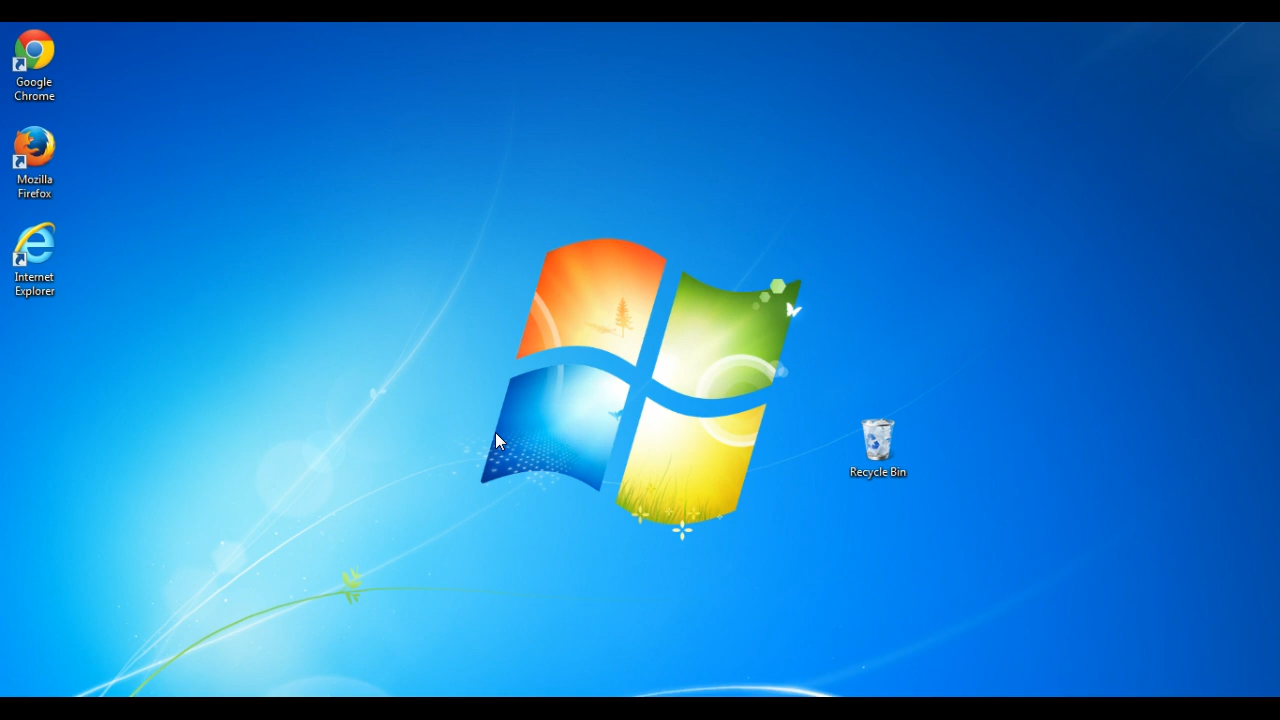 Google
Chrome
Mozilla
Firefox
Internet
Explorer
Recycle Bin